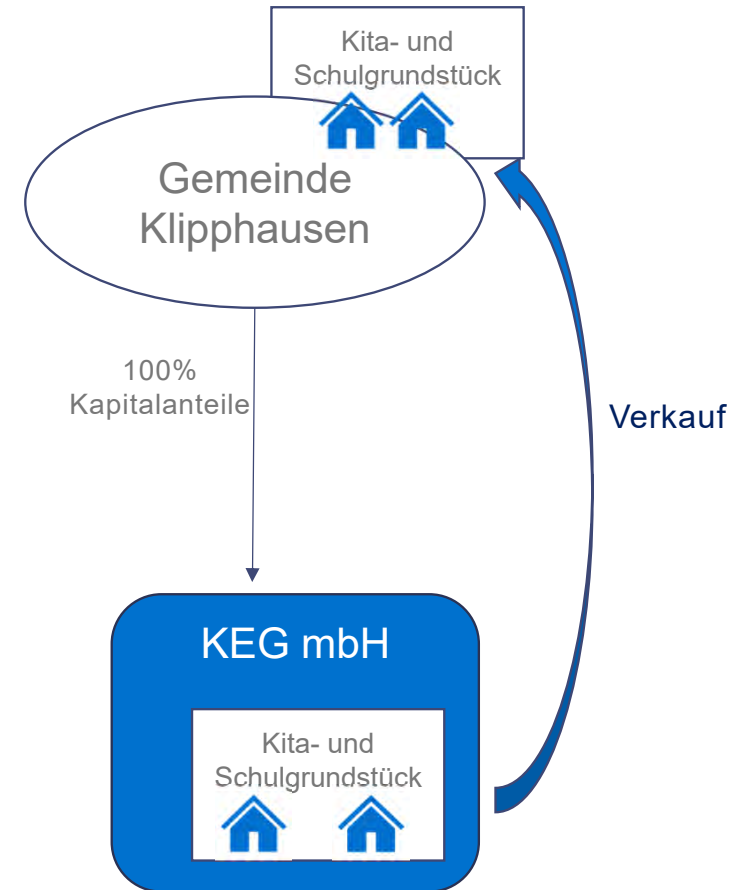 Kita- und
Schulgrundstück
Gemeinde
Klipphausen
100%
Kapitalanteile
Verkauf
KEG mbH
Kita- und
Schulgrundstück